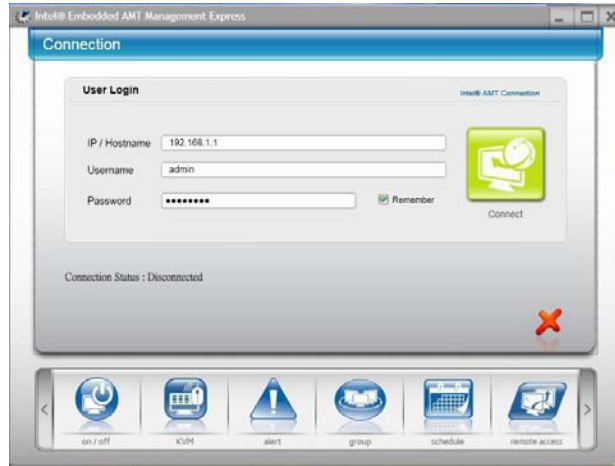 Intel® Embedded AMT Management Express
Connection
User Login
Intel® AMT Connection
IP / Hostname 192.168.1.1
Username admin
Password ●●●●●●●● Remember
Connect
Connection Status : Disconnected
on / off KVM alert group schedule remote access